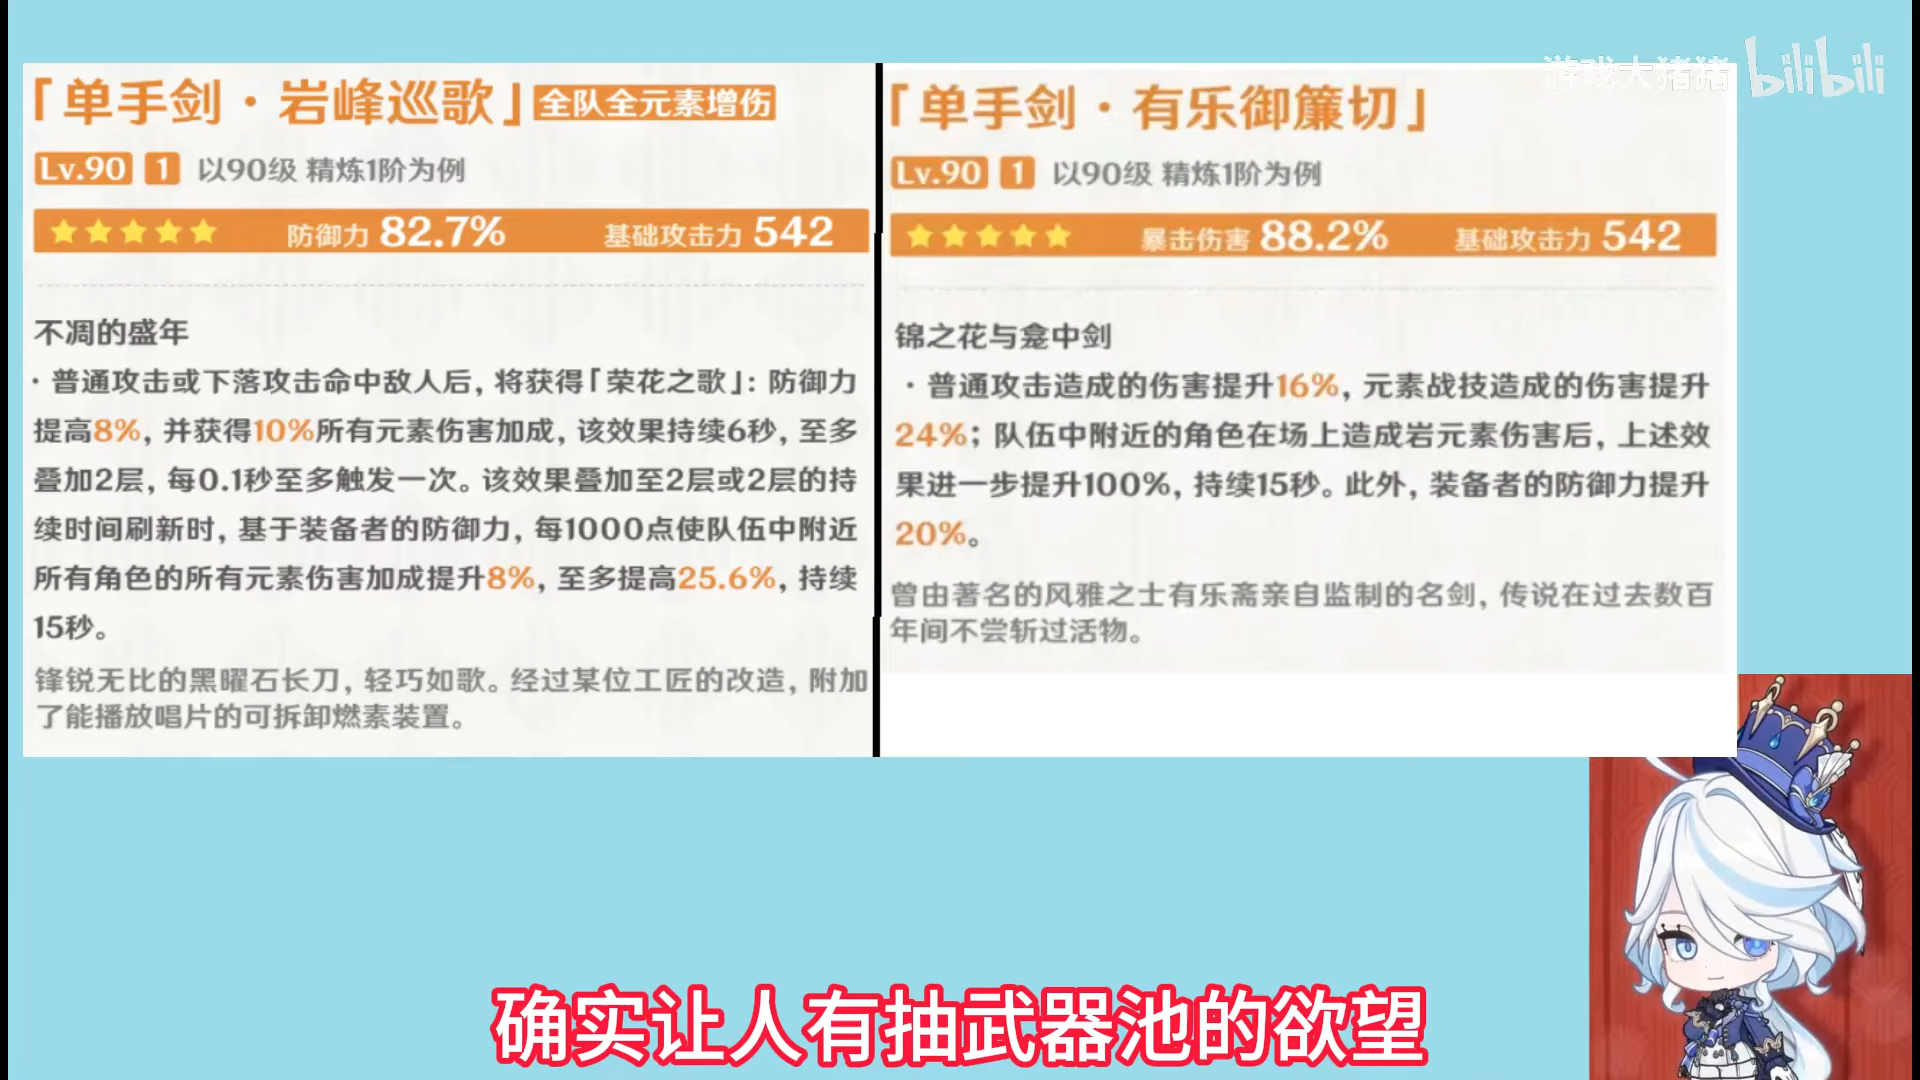 游戏大猪猪 bilibili
「单手剑·岩峰巡歌」 全队全元素增伤
Lv.90 1 以90级 精炼1阶为例
防御力 82.7% 基础攻击力 542
不凋的盛年
·普通攻击或下落攻击命中敌人后，将获得「荣花之歌」：防御力
提高8%，并获得10%所有元素伤害加成，该效果持续6秒，至多
叠加2层，每0.1秒至多触发一次。该效果叠加至2层或2层的持
续时间刷新时，基于装备者的防御力，每1000点使队伍中附近
所有角色的所有元素伤害加成提升8%，至多提高25.6%，持续
15秒。
锋锐无比的黑曜石长刀，轻巧如歌。经过某位工匠的改造，附加
了能播放唱片的可拆卸燃素装置。
「单手剑·有乐御簾切」
Lv.90 1 以90级 精炼1阶为例
暴击伤害 88.2% 基础攻击力 542
锦之花与龛中剑
·普通攻击造成的伤害提升16%，元素战技造成的伤害提升
24%；队伍中附近的角色在场上造成岩元素伤害后，上述效
果进一步提升100%，持续15秒。此外，装备者的防御力提升
20%。
曾由著名的风雅之士有乐斋亲自监制的名剑，传说在过去数百
年间不尝斩过活物。
确实让人有抽武器池的欲望